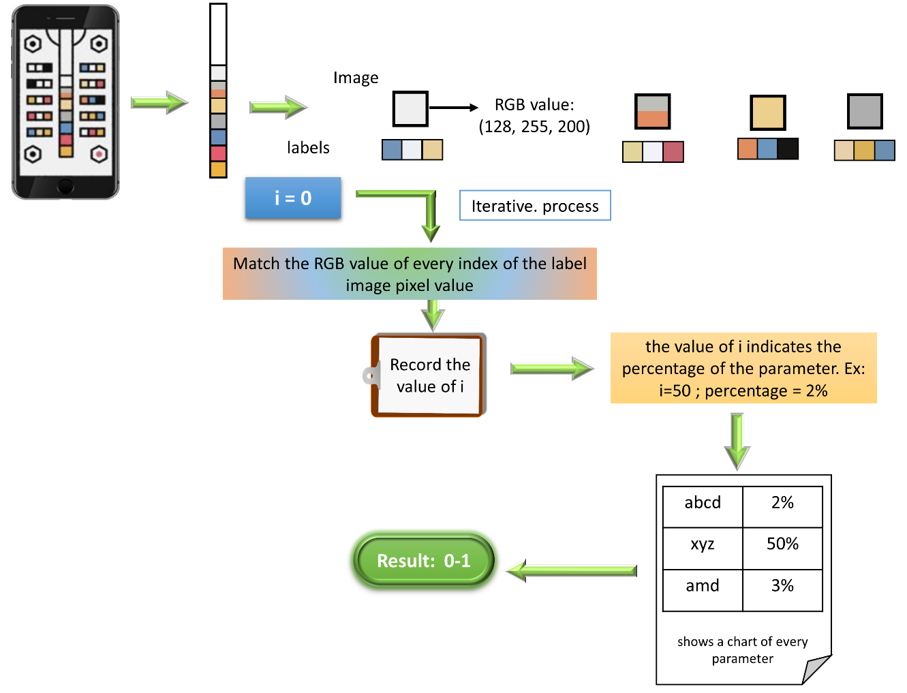 Image
RGB value:
(128, 255, 200)
labels
i = 0
Iterative. process
Match the RGB value of every index of the label
image pixel value
Record the
value of i
the value of i indicates the
percentage of the parameter. Ex:
i=50 ; percentage = 2%
abcd 2%
xyz 50%
amd 3%
shows a chart of every
parameter
Result: 0-1